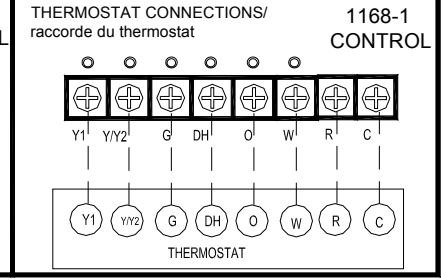 THERMOSTAT CONNECTIONS/
raccorde du thermostat
1168-1
CONTROL
L
Y1 Y/Y2 G DH O W R C
Y1 Y/Y2 G DH O W R C
THERMOSTAT